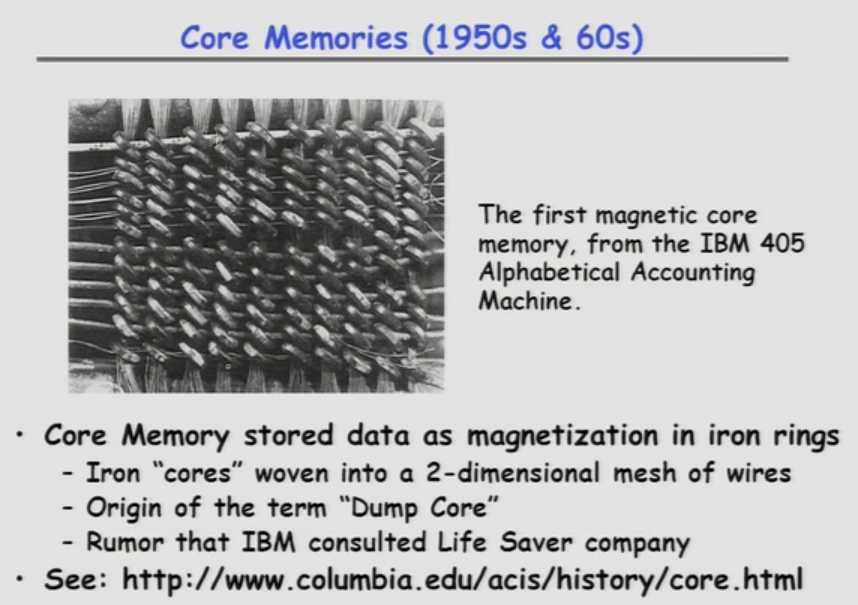 Core Memories (1950s & 60s)
The first magnetic core
memory, from the IBM 405
Alphabetical Accounting
Machine.
• Core Memory stored data as magnetization in iron rings
– Iron “cores” woven into a 2-dimensional mesh of wires
– Origin of the term “Dump Core”
– Rumor that IBM consulted Life Saver company
• See: http://www.columbia.edu/acis/history/core.html